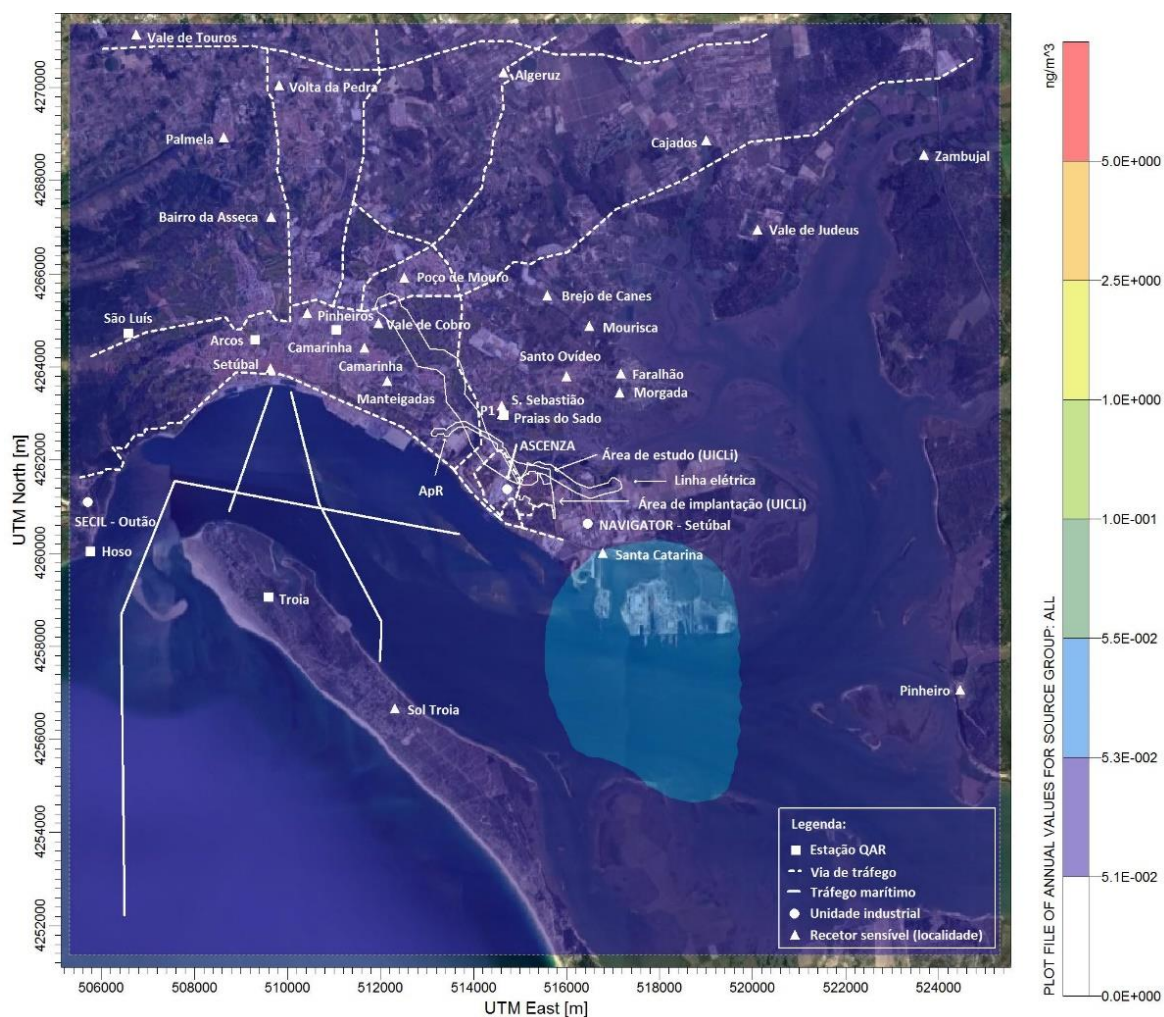 Vale de Touros
Volta da Pedra
Algeruz
Palmela
Cajados
Zambujal
Bairro da Asseca
Vale de Judeus
Poço de Mouro
Brejo de Canes
São Luís
Pinheiros
Vale de Cobro
Mourisca
Arcos
Camarinha
Santo Ovídeo
Setúbal
Camarinha
Faralhão
Manteigadas
Morgada
S. Sebastião
P1
Praias do Sado
ASCENZA
Área de estudo (UICLi)
ApR
Linha elétrica
Área de implantação (UICLi)
SECIL - Outão
NAVIGATOR - Setúbal
Hoso
Santa Catarina
Troia
Pinheiro
Sol Troia
Legenda:
Estação QAR
Via de tráfego
Tráfego marítimo
Unidade industrial
Recetor sensível (localidade)
UTM North [m]
4270000
4268000
4266000
4264000
4262000
4260000
4258000
4256000
4254000
4252000
506000 508000 510000 512000 514000 516000 518000 520000 522000 524000
UTM East [m]
ng/m^3
5.0E+000
2.5E+000
1.0E+000
1.0E-001
5.5E-002
5.3E-002
5.1E-002
0.0E+000
PLOT FILE OF ANNUAL VALUES FOR SOURCE GROUP: ALL